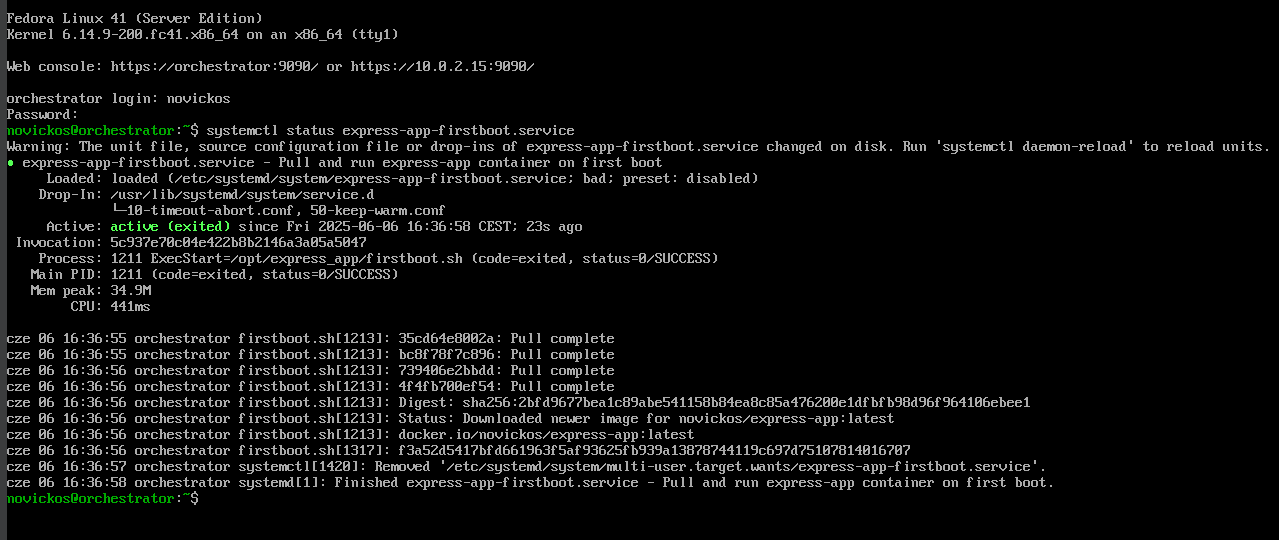 Fedora Linux 41 (Server Edition)
Kernel 6.14.9-200.fc41.x86_64 on an x86_64 (tty1)
Web console: https://orchestrator:9090/ or https://10.0.2.15:9090/
orchestrator login: novickos
Password:
novickos@orchestrator:~$ systemctl status express-app-firstboot.service
Warning: The unit file, source configuration file or drop-ins of express-app-firstboot.service changed on disk. Run 'systemctl daemon-reload' to reload units.
● express-app-firstboot.service - Pull and run express-app container on first boot
Loaded: loaded (/etc/systemd/system/express-app-firstboot.service; bad; preset: disabled)
Drop-In: /usr/lib/systemd/system/service.d
└─10-timeout-abort.conf, 50-keep-warm.conf
Active: active (exited) since Fri 2025-06-06 16:36:58 CEST; 23s ago
Invocation: 5c937e70c04e422b8b2146a3a05a5047
Process: 1211 ExecStart=/opt/express_app/firstboot.sh (code=exited, status=0/SUCCESS)
Main PID: 1211 (code=exited, status=0/SUCCESS)
Mem peak: 34.9M
CPU: 441ms
cze 06 16:36:55 orchestrator firstboot.sh[1213]: 35cd64e8002a: Pull complete
cze 06 16:36:55 orchestrator firstboot.sh[1213]: bc8f78f7c896: Pull complete
cze 06 16:36:56 orchestrator firstboot.sh[1213]: 739406e2bbdd: Pull complete
cze 06 16:36:56 orchestrator firstboot.sh[1213]: 4f4fb700ef54: Pull complete
cze 06 16:36:56 orchestrator firstboot.sh[1213]: Digest: sha256:2bfd9677bea1c89abe541158b84ea8c85a476200e1dfbfb98d96f964106ebee1
cze 06 16:36:56 orchestrator firstboot.sh[1213]: Status: Downloaded newer image for novickos/express-app:latest
cze 06 16:36:56 orchestrator firstboot.sh[1213]: docker.io/novickos/express-app:latest
cze 06 16:36:56 orchestrator firstboot.sh[1317]: f3a52d5417bfd661963f5af93625fb939a13878744119c697d75107814016707
cze 06 16:36:57 orchestrator systemctl[1420]: Removed '/etc/systemd/system/multi-user.target.wants/express-app-firstboot.service'.
cze 06 16:36:58 orchestrator systemd[1]: Finished express-app-firstboot.service - Pull and run express-app container on first boot.
novickos@orchestrator:~$